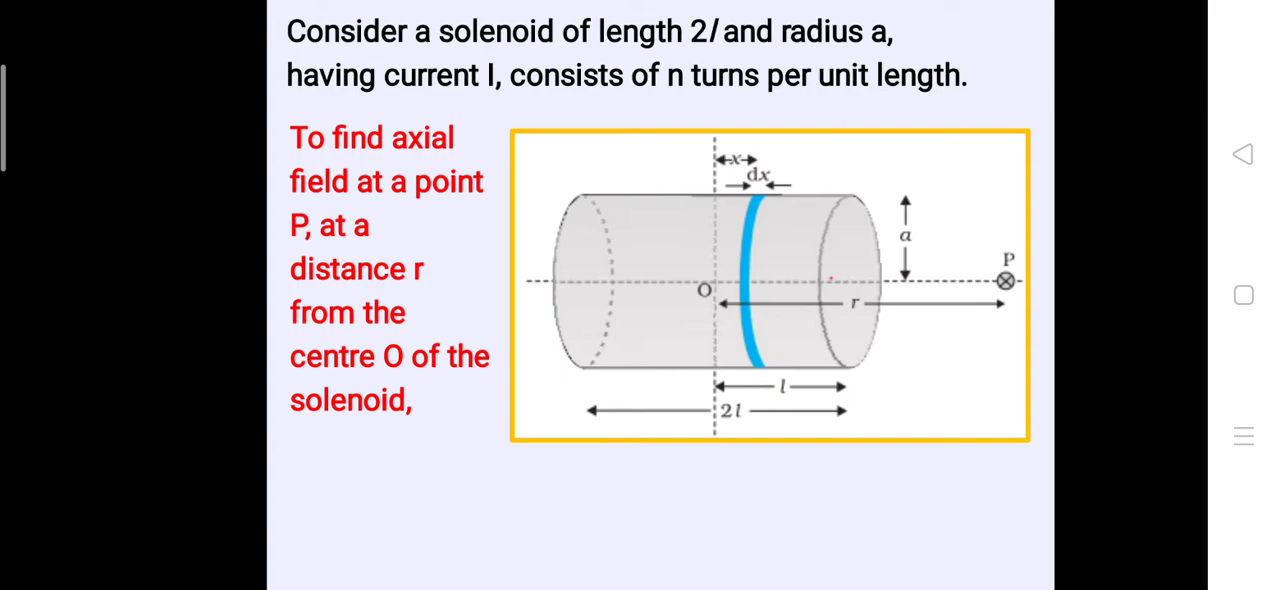 Consider a solenoid of length 2l and radius a,
having current I, consists of n turns per unit length.
To find axial
field at a point
P, at a
distance r
from the
centre O of the
solenoid,
x
dx
a
P
O
r
l
2l